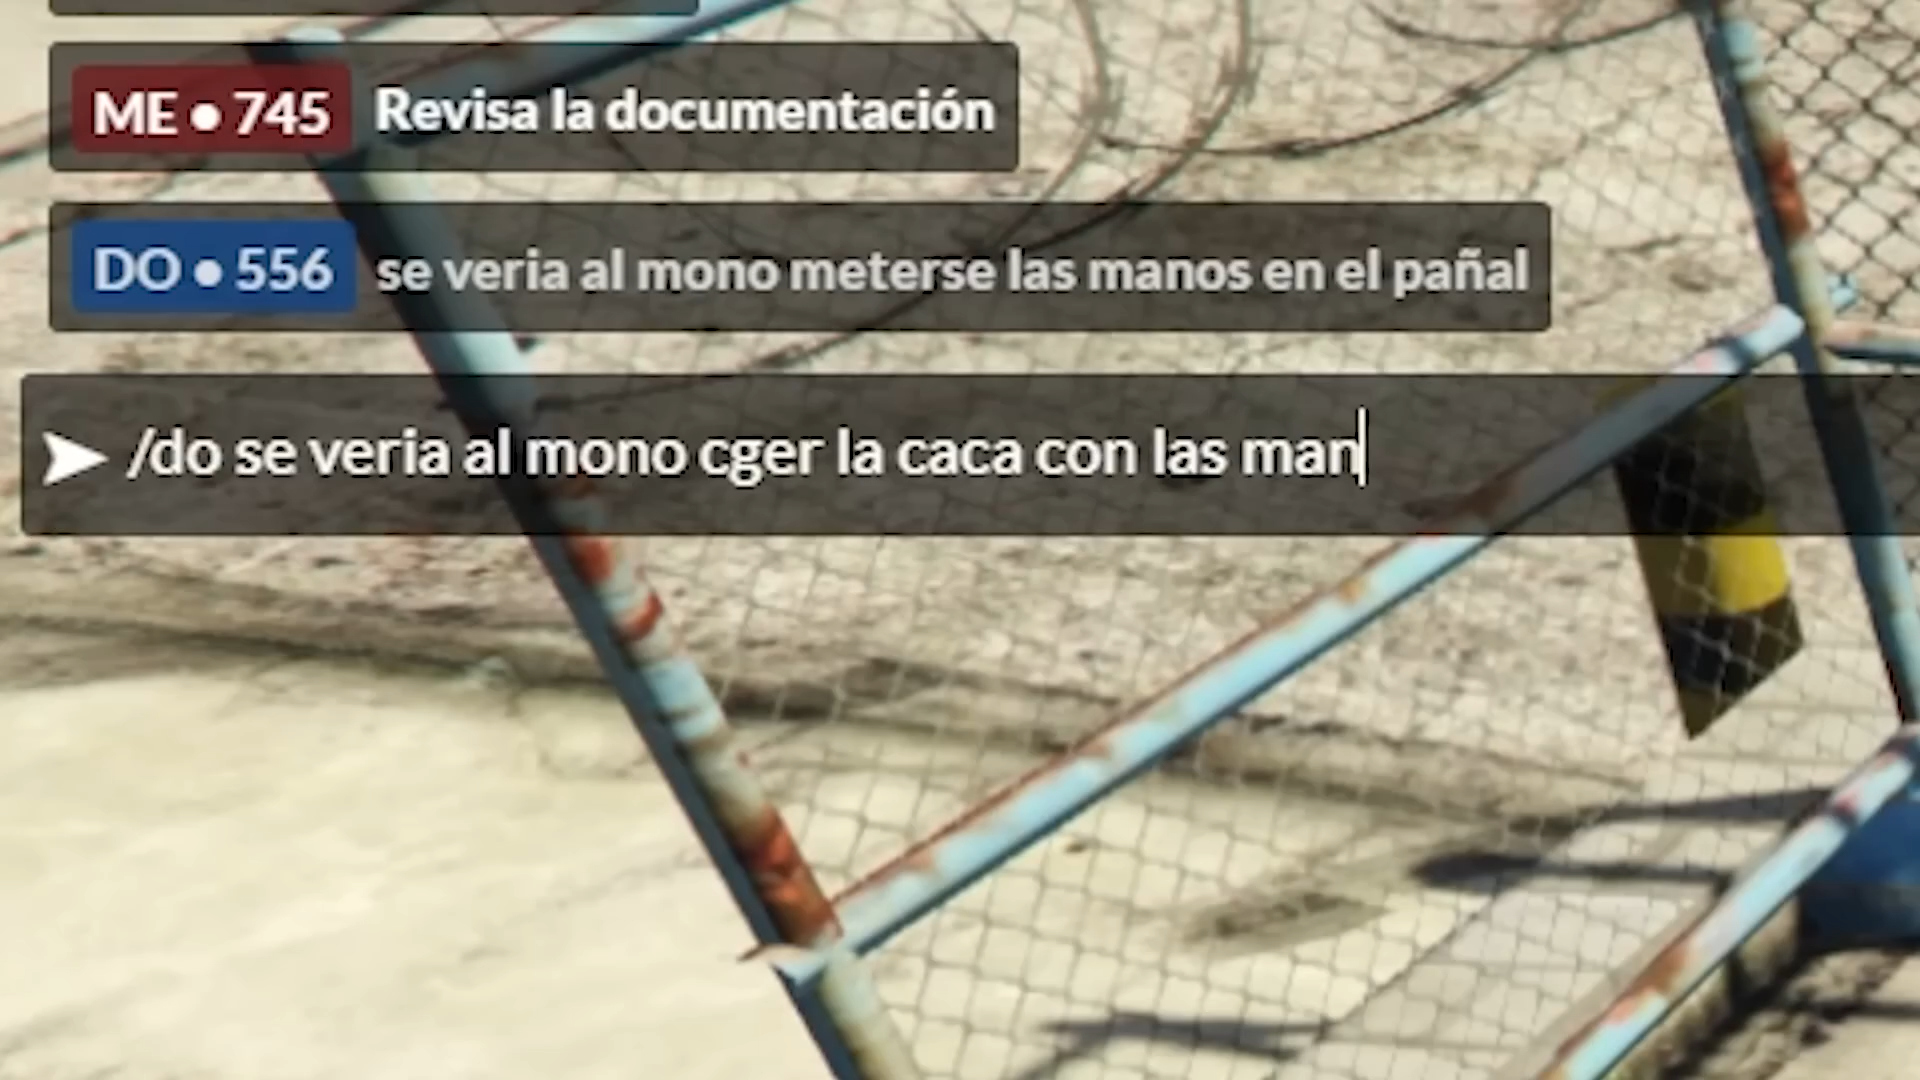 ME • 745 Revisa la documentación
DO • 556 se veria al mono meterse las manos en el pañal
/do se veria al mono cger la caca con las man